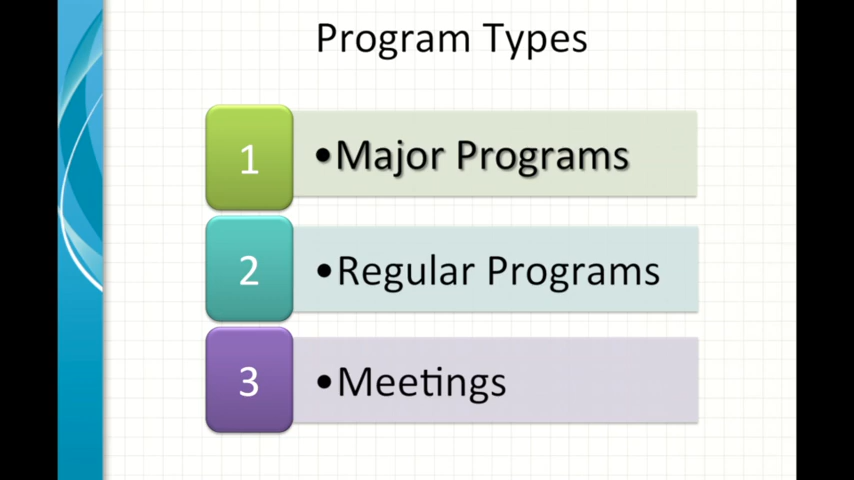 Program Types
1 •Major Programs
2 •Regular Programs
3 •Meetings